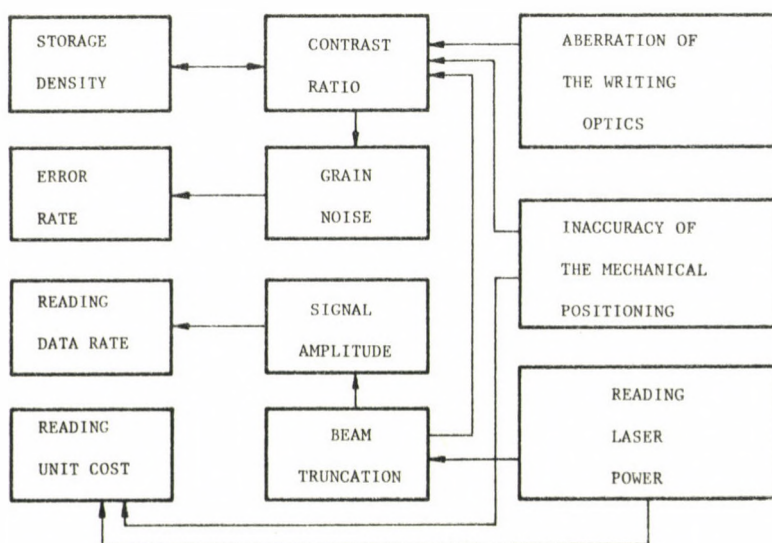 STORAGE
DENSITY
CONTRAST
RATIO
ABERRATION OF
THE WRITING
OPTICS
ERROR
RATE
GRAIN
NOISE
INACCURACY OF
THE MECHANICAL
POSITIONING
READING
DATA RATE
SIGNAL
AMPLITUDE
READING
UNIT COST
BEAM
TRUNCATION
READING
LASER
POWER